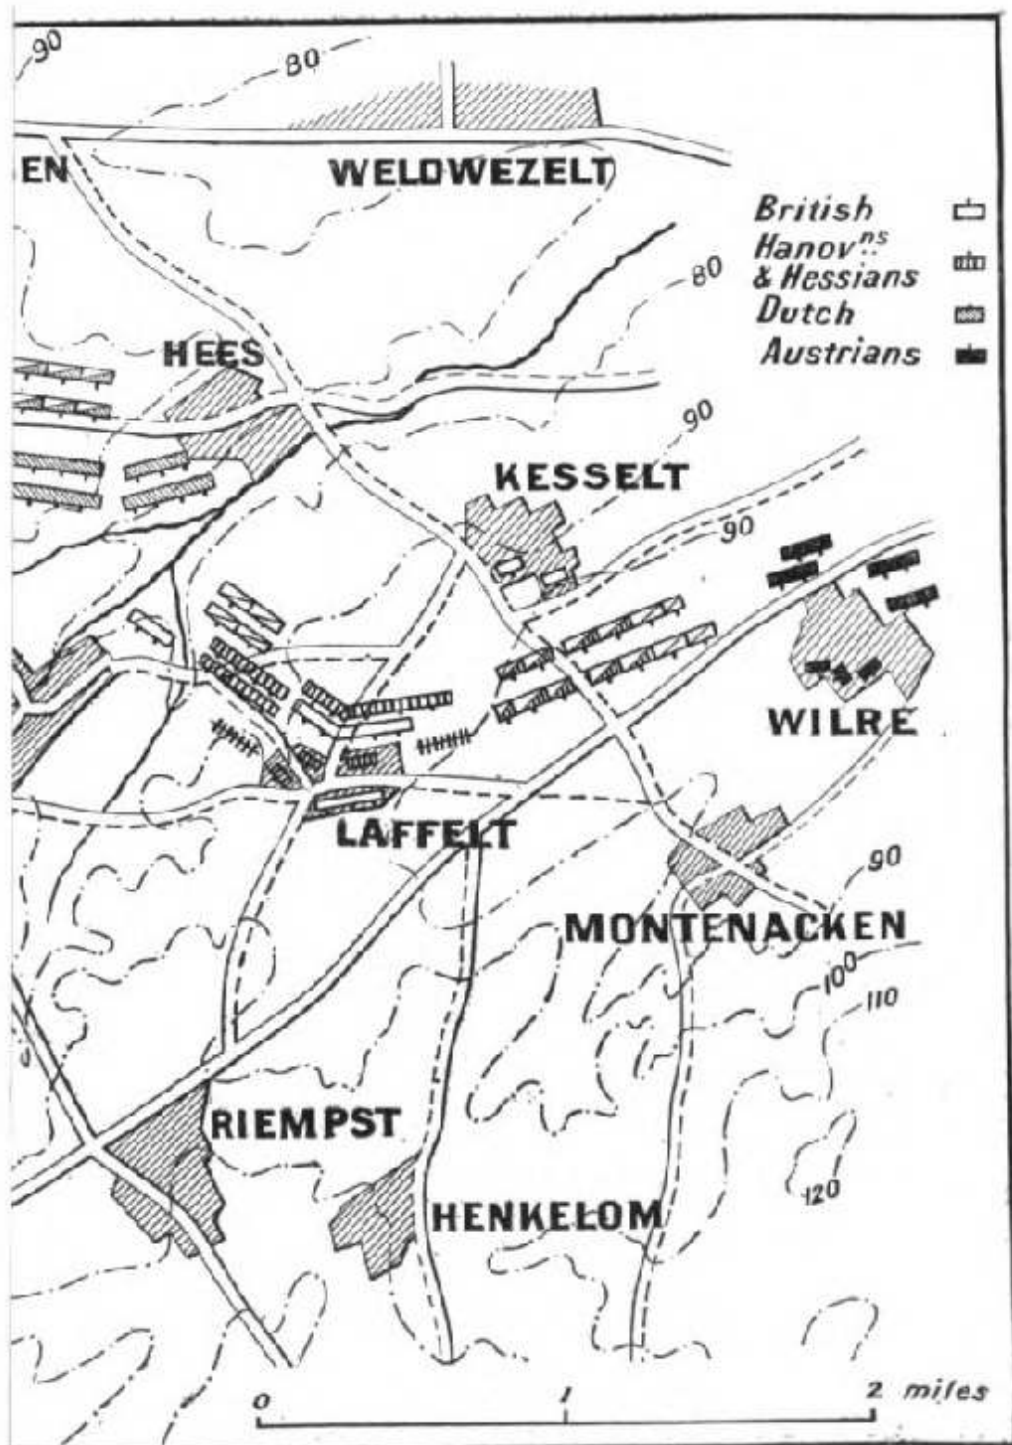 90
80
EN
WELDWEZELT
British
Hanov.ns
& Hessians
Dutch
Austrians
80
HEES
90
KESSELT
90
WILRE
LAFFELT
90
MONTENACKEN
100
110
RIEMPST
120
HENKELOM
0 1 2 miles